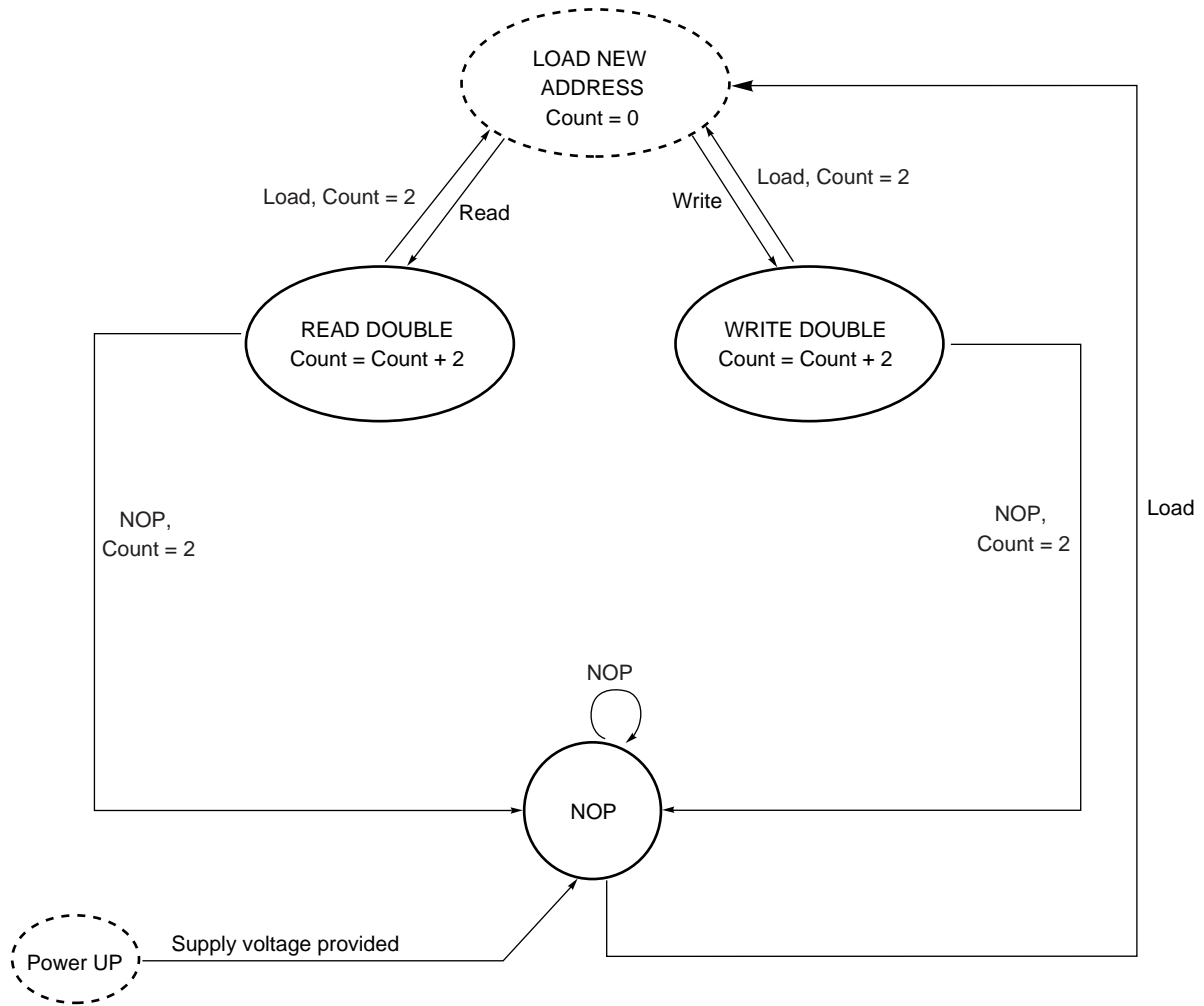 LOAD NEW
ADDRESS
Count = 0
Load, Count = 2
Read
Write
Load, Count = 2
READ DOUBLE
Count = Count + 2
WRITE DOUBLE
Count = Count + 2
NOP,
Count = 2
NOP,
Count = 2
Load
NOP
NOP
Supply voltage provided
Power UP